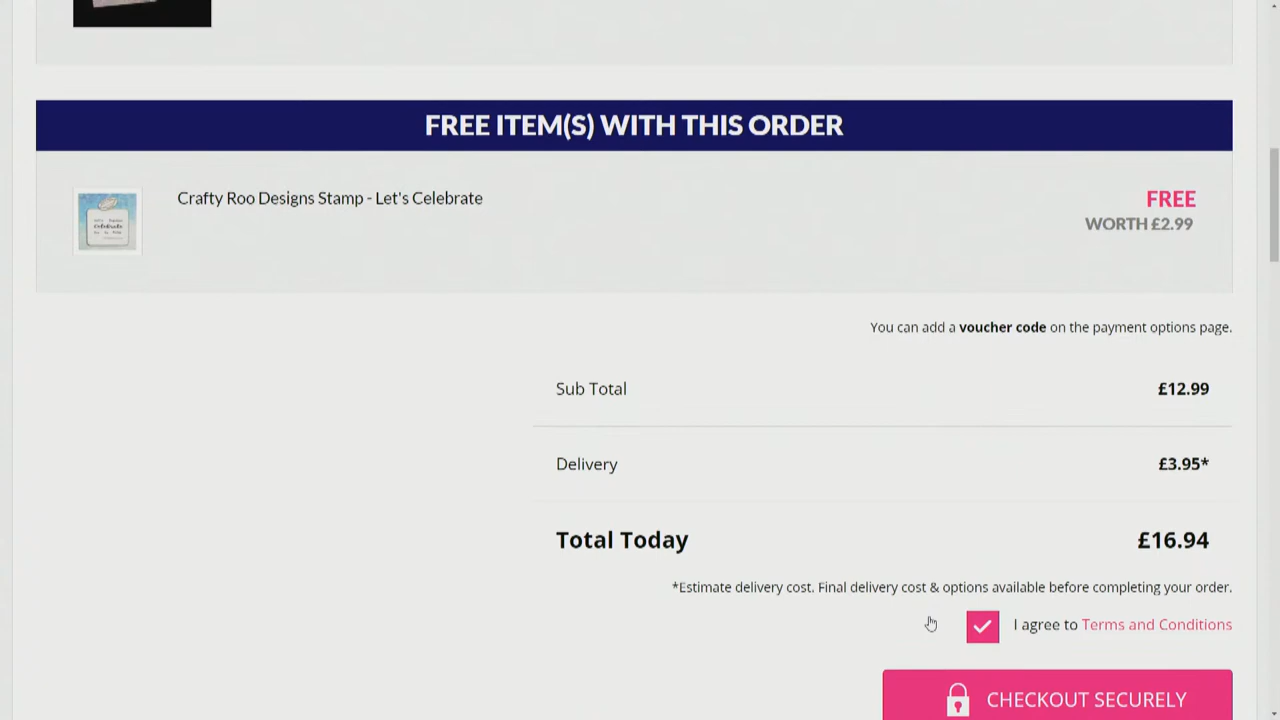 FREE ITEM(S) WITH THIS ORDER
Crafty Roo Designs Stamp - Let's Celebrate
FREE
WORTH £2.99
Celebrate
You can add a voucher code on the payment options page.
Sub Total £12.99
Delivery £3.95*
Total Today £16.94
*Estimate delivery cost. Final delivery cost & options available before completing your order.
I agree to Terms and Conditions
CHECKOUT SECURELY